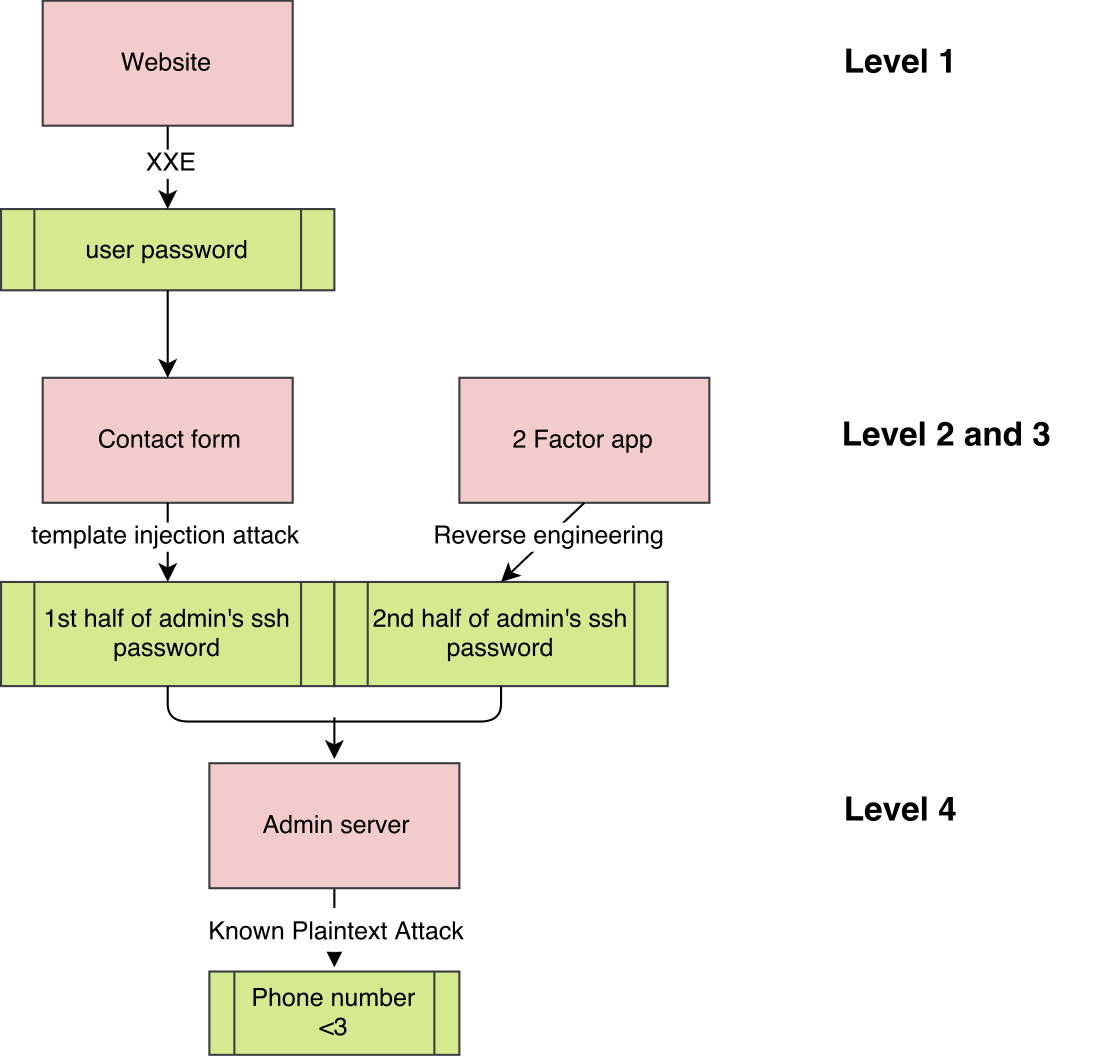 Website
Level 1
XXE
user password
Contact form
2 Factor app
Level 2 and 3
template injection attack
Reverse engineering
1st half of admin's ssh
password
2nd half of admin's ssh
password
Admin server
Level 4
Known Plaintext Attack
Phone number
<3